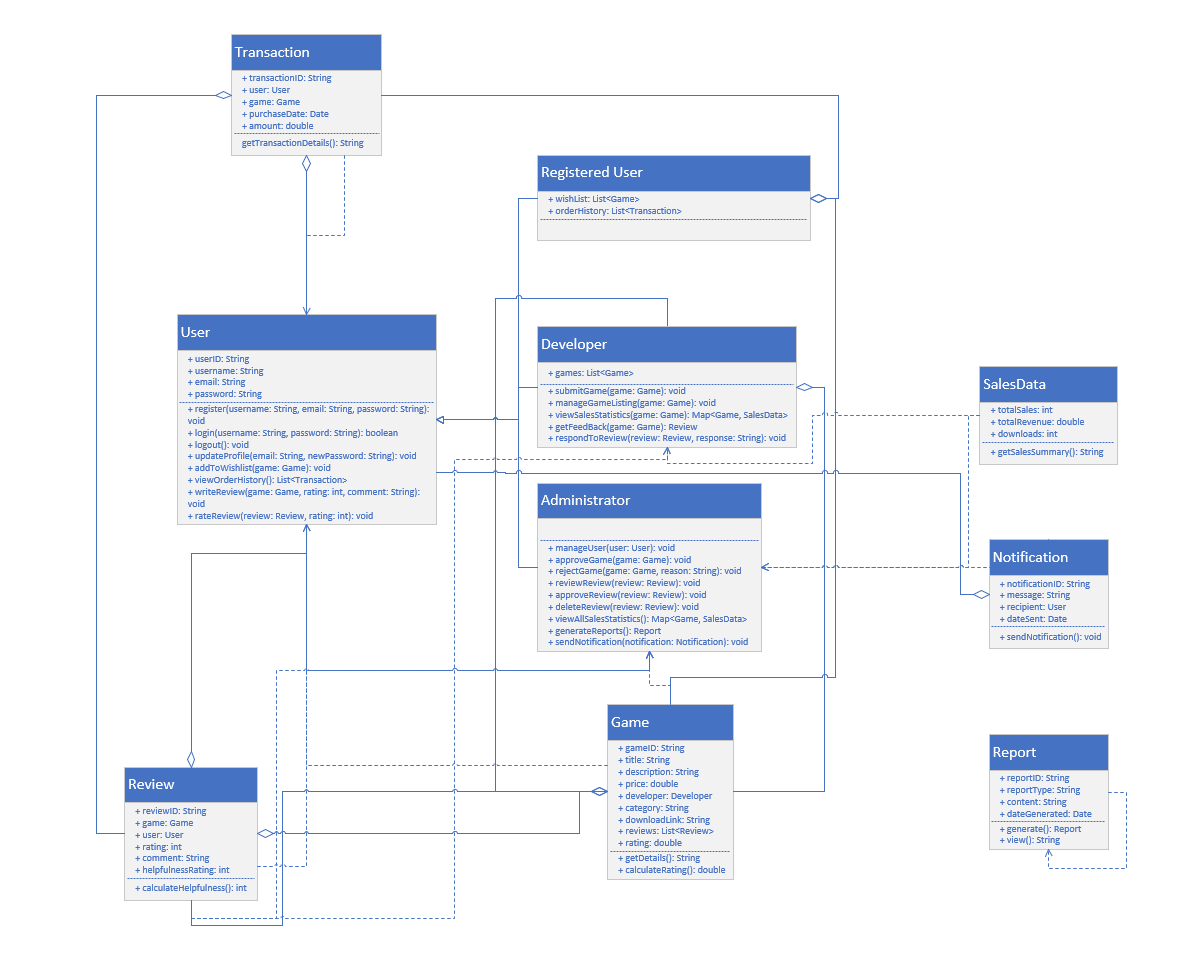 Transaction
+ transactionID: String
+ user: User
+ game: Game
+ purchaseDate: Date
+ amount: double
getTransactionDetails(): String
Registered User
+ wishList: List<Game>
+ orderHistory: List<Transaction>
User
+ userID: String
+ username: String
+ email: String
+ password: String
+ register(username: String, email: String, password: String):
void
+ login(username: String, password: String): boolean
+ logout(): void
+ updateProfile(email: String, newPassword: String): void
+ addToWishlist(game: Game): void
+ viewOrderHistory(): List<Transaction>
+ writeReview(game: Game, rating: int, comment: String):
void
+ rateReview(review: Review, rating: int): void
Developer
+ games: List<Game>
+ submitGame(game: Game): void
+ manageGameListing(game: Game): void
+ viewSalesStatistics(game: Game): Map<Game, SalesData>
+ getFeedBack(game: Game): Review
+ respondToReview(review: Review, response: String): void
SalesData
+ totalSales: int
+ totalRevenue: double
+ downloads: int
+ getSalesSummary(): String
Administrator
+ manageUser(user: User): void
+ approveGame(game: Game): void
+ rejectGame(game: Game, reason: String): void
+ reviewReview(review: Review): void
+ approveReview(review: Review): void
+ deleteReview(review: Review): void
+ viewAllSalesStatistics(): Map<Game, SalesData>
+ generateReports(): Report
+ sendNotification(notification: Notification): void
Notification
+ notificationID: String
+ message: String
+ recipient: User
+ dateSent: Date
+ sendNotification(): void
Game
+ gameID: String
+ title: String
+ description: String
+ price: double
+ developer: Developer
+ category: String
+ downloadLink: String
+ reviews: List<Review>
+ rating: double
+ getDetails(): String
+ calculateRating(): double
Report
+ reportID: String
+ reportType: String
+ content: String
+ dateGenerated: Date
+ generate(): Report
+ view(): String
Review
+ reviewID: String
+ game: Game
+ user: User
+ rating: int
+ comment: String
+ helpfulnessRating: int
+ calculateHelpfulness(): int